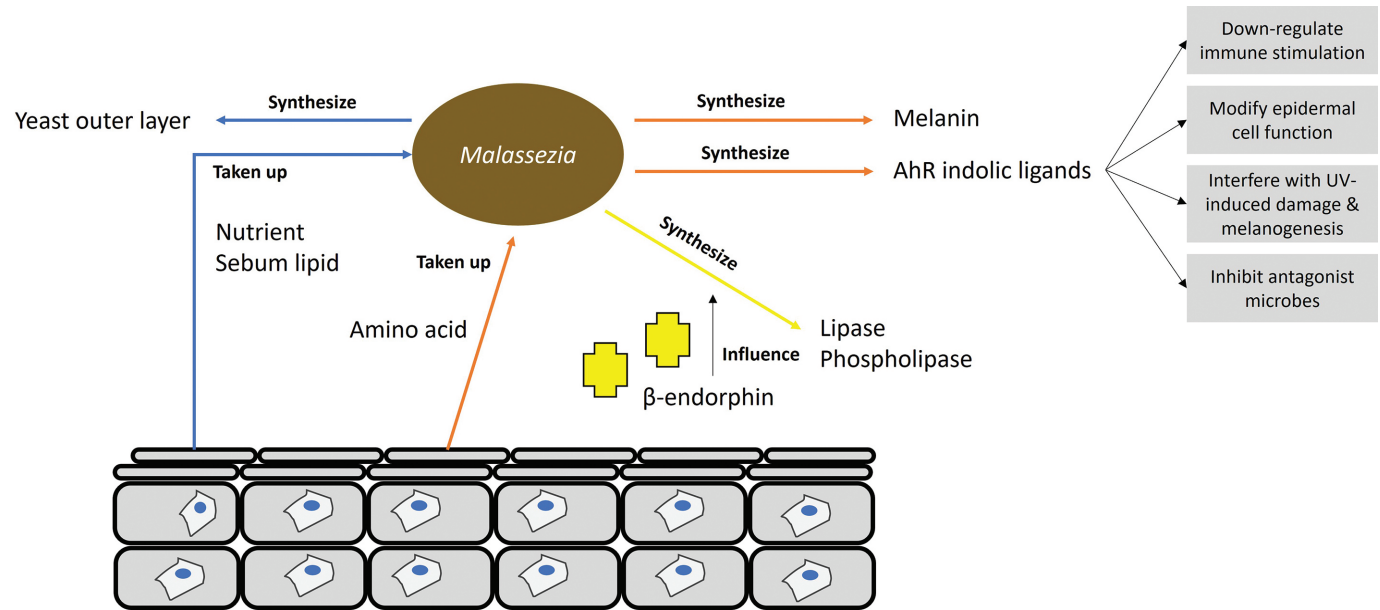 Down-regulate
immune stimulation
Synthesize
Synthesize
Yeast outer layer
Melanin
Modify epidermal
cell function
Malassezia
Synthesize
Taken up
AhR indolic ligands
Interfere with UV-
induced damage &
melanogenesis
Nutrient
Sebum lipid
Synthesize
Taken up
Inhibit antagonist
microbes
Amino acid
Lipase
Phospholipase
Influence
β-endorphin